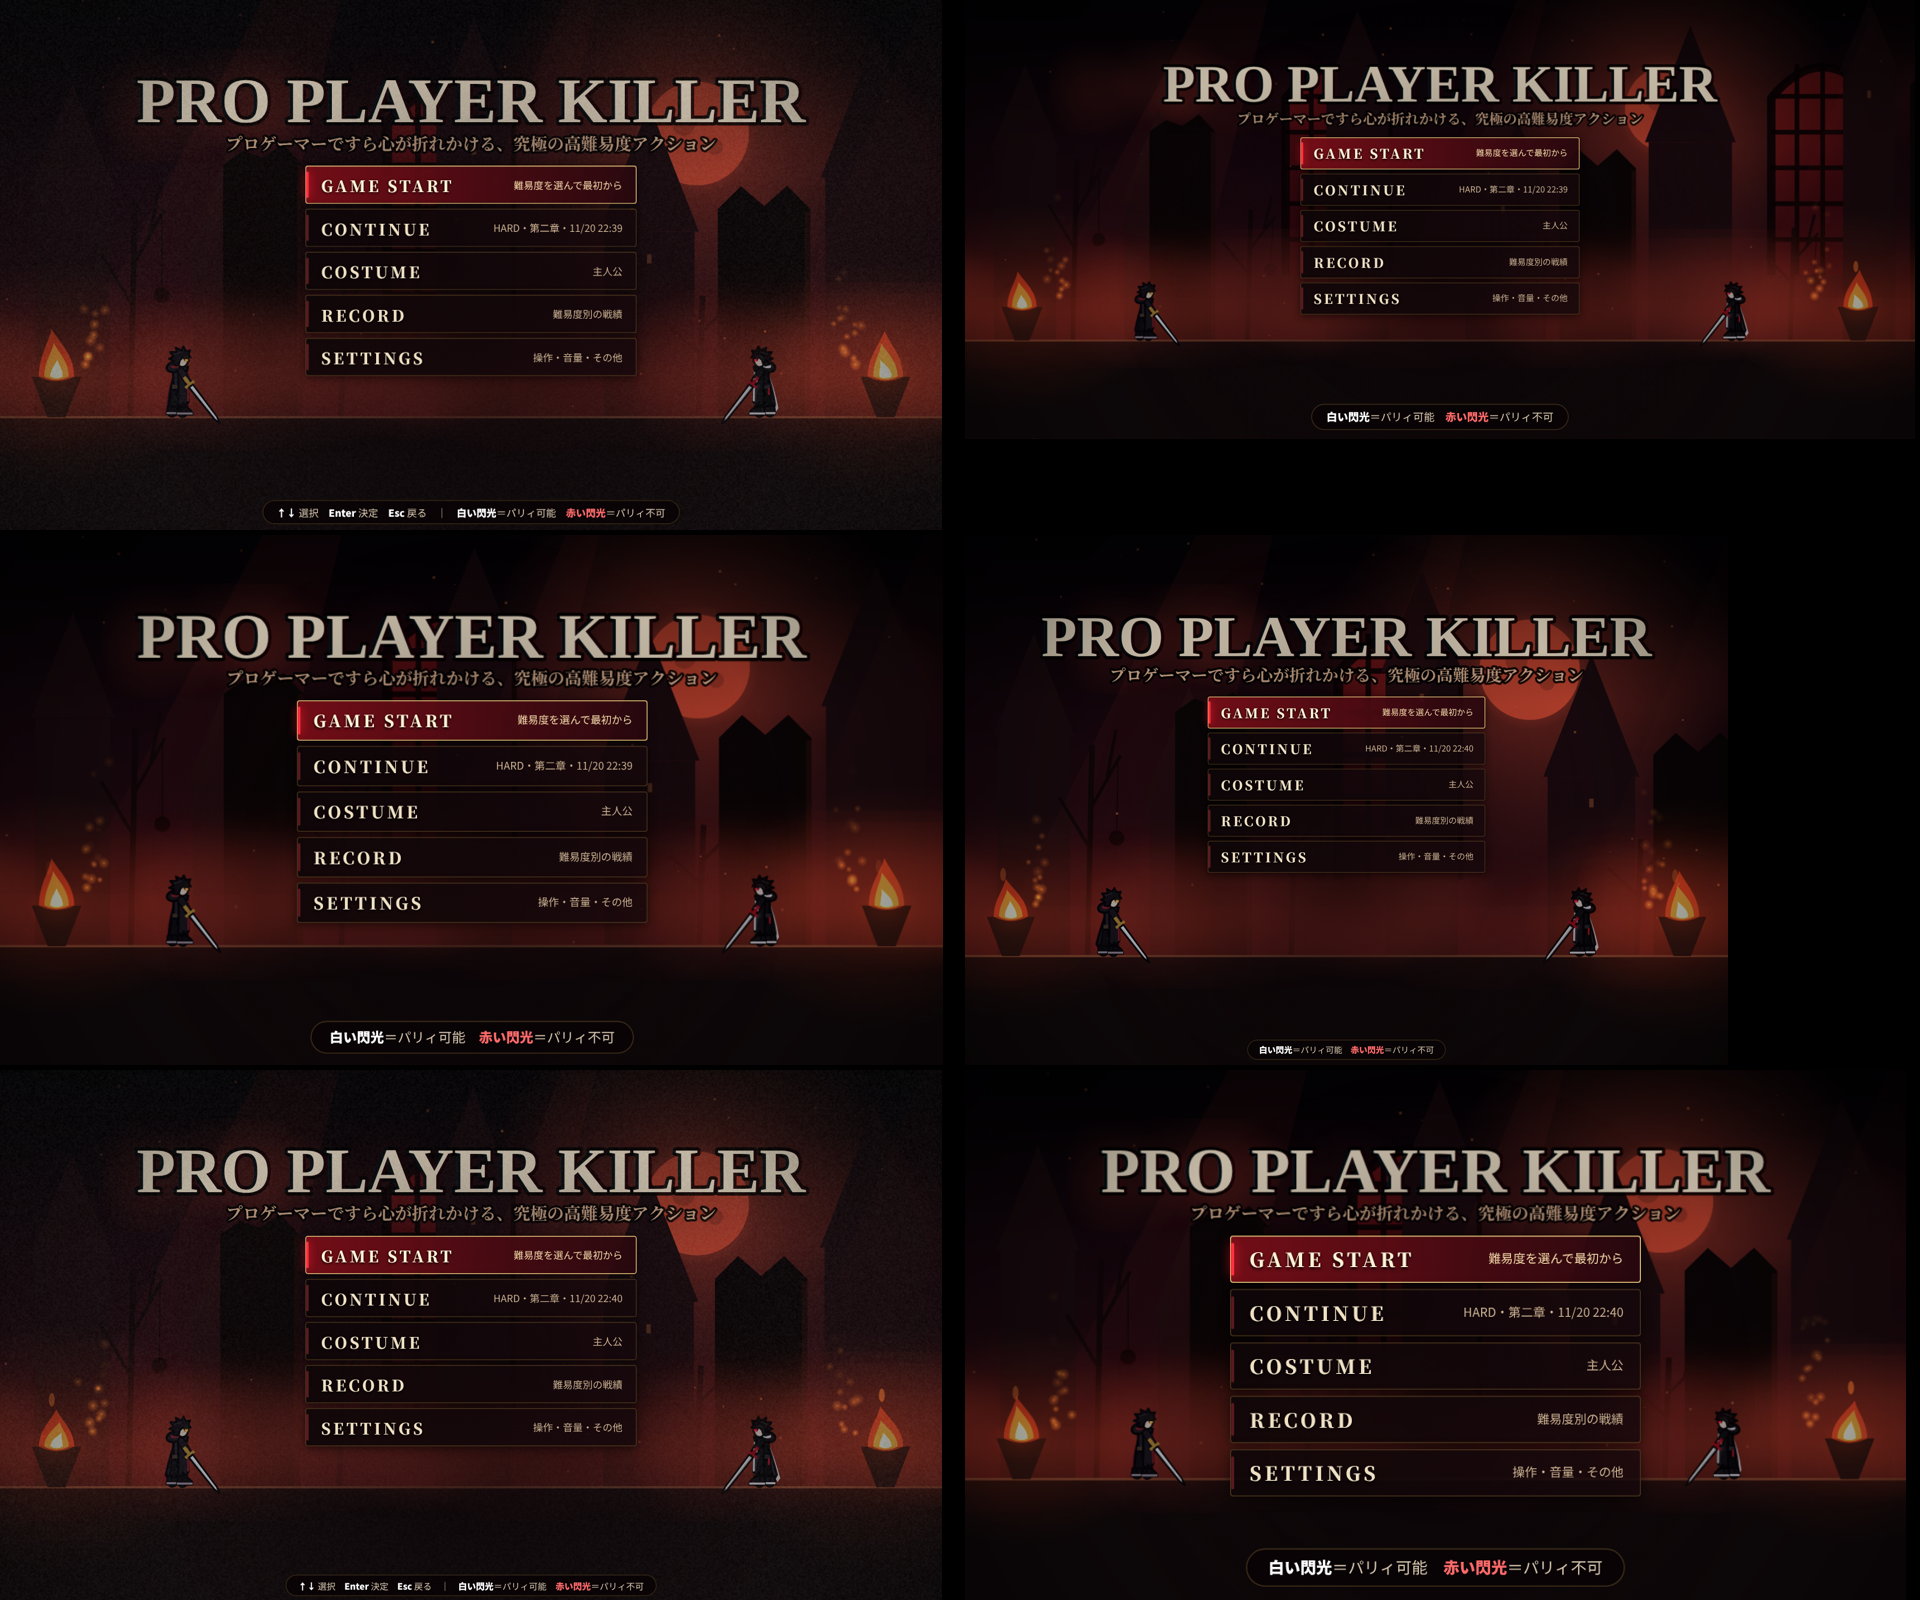 PRO PLAYER KILLER
プロゲーマーですら心が折れかける、究極の高難易度アクション
GAME START 難易度を選んで最初から
CONTINUE HARD・第二章・11/20 22:39
COSTUME 主人公
RECORD 難易度別の戦績
SETTINGS 操作・音量・その他
↑↓ 選択 Enter 決定 Esc 戻る | 白い閃光＝パリィ可能 赤い閃光＝パリィ不可
PRO PLAYER KILLER
プロゲーマーですら心が折れかける、究極の高難易度アクション
GAME START 難易度を選んで最初から
CONTINUE HARD・第二章・11/20 22:39
COSTUME 主人公
RECORD 難易度別の戦績
SETTINGS 操作・音量・その他
白い閃光＝パリィ可能 赤い閃光＝パリィ不可
PRO PLAYER KILLER
プロゲーマーですら心が折れかける、究極の高難易度アクション
GAME START 難易度を選んで最初から
CONTINUE HARD・第二章・11/20 22:39
COSTUME 主人公
RECORD 難易度別の戦績
SETTINGS 操作・音量・その他
白い閃光＝パリィ可能 赤い閃光＝パリィ不可
PRO PLAYER KILLER
プロゲーマーですら心が折れかける、究極の高難易度アクション
GAME START 難易度を選んで最初から
CONTINUE HARD・第二章・11/20 22:40
COSTUME 主人公
RECORD 難易度別の戦績
SETTINGS 操作・音量・その他
白い閃光＝パリィ可能 赤い閃光＝パリィ不可
PRO PLAYER KILLER
プロゲーマーですら心が折れかける、究極の高難易度アクション
GAME START 難易度を選んで最初から
CONTINUE HARD・第二章・11/20 22:40
COSTUME 主人公
RECORD 難易度別の戦績
SETTINGS 操作・音量・その他
↑↓ 選択 Enter 決定 Esc 戻る | 白い閃光＝パリィ可能 赤い閃光＝パリィ不可
PRO PLAYER KILLER
プロゲーマーですら心が折れかける、究極の高難易度アクション
GAME START 難易度を選んで最初から
CONTINUE HARD・第二章・11/20 22:40
COSTUME 主人公
RECORD 難易度別の戦績
SETTINGS 操作・音量・その他
白い閃光＝パリィ可能 赤い閃光＝パリィ不可